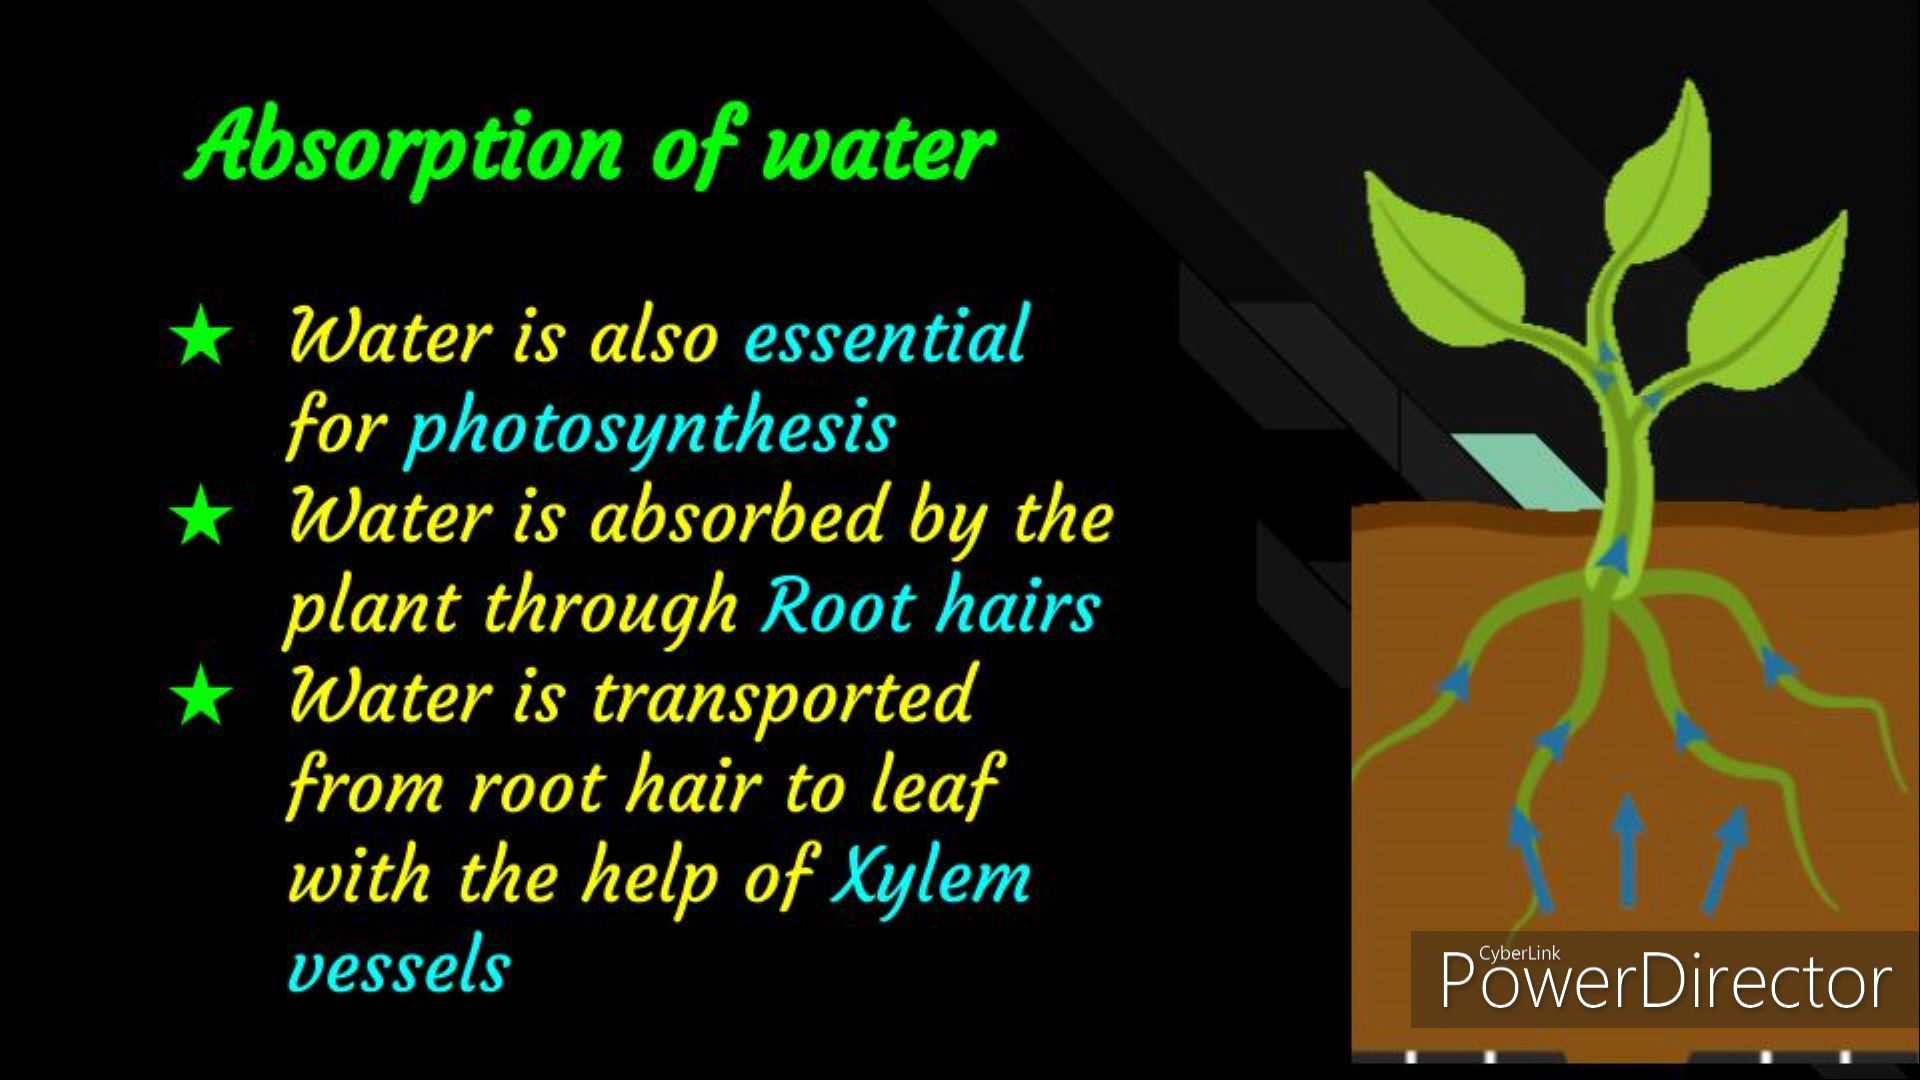 Absorption of water
★ Water is also essential
for photosynthesis
★ Water is absorbed by the
plant through Root hairs
★ Water is transported
from root hair to leaf
with the help of Xylem
vessels
CyberLink
PowerDirector